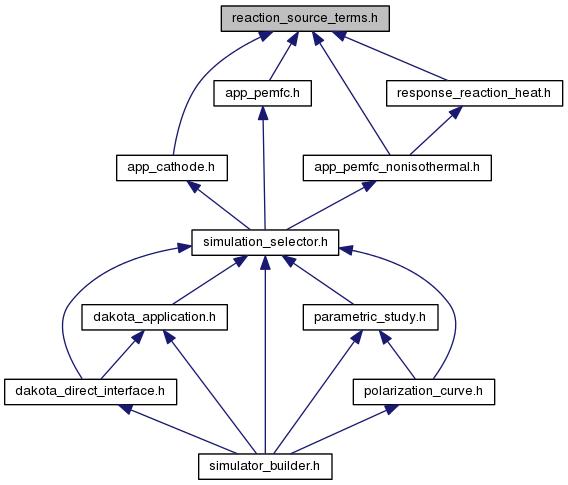 reaction_source_terms.h
app_pemfc.h
response_reaction_heat.h
app_cathode.h
app_pemfc_nonisothermal.h
simulation_selector.h
dakota_application.h
parametric_study.h
dakota_direct_interface.h
polarization_curve.h
simulator_builder.h